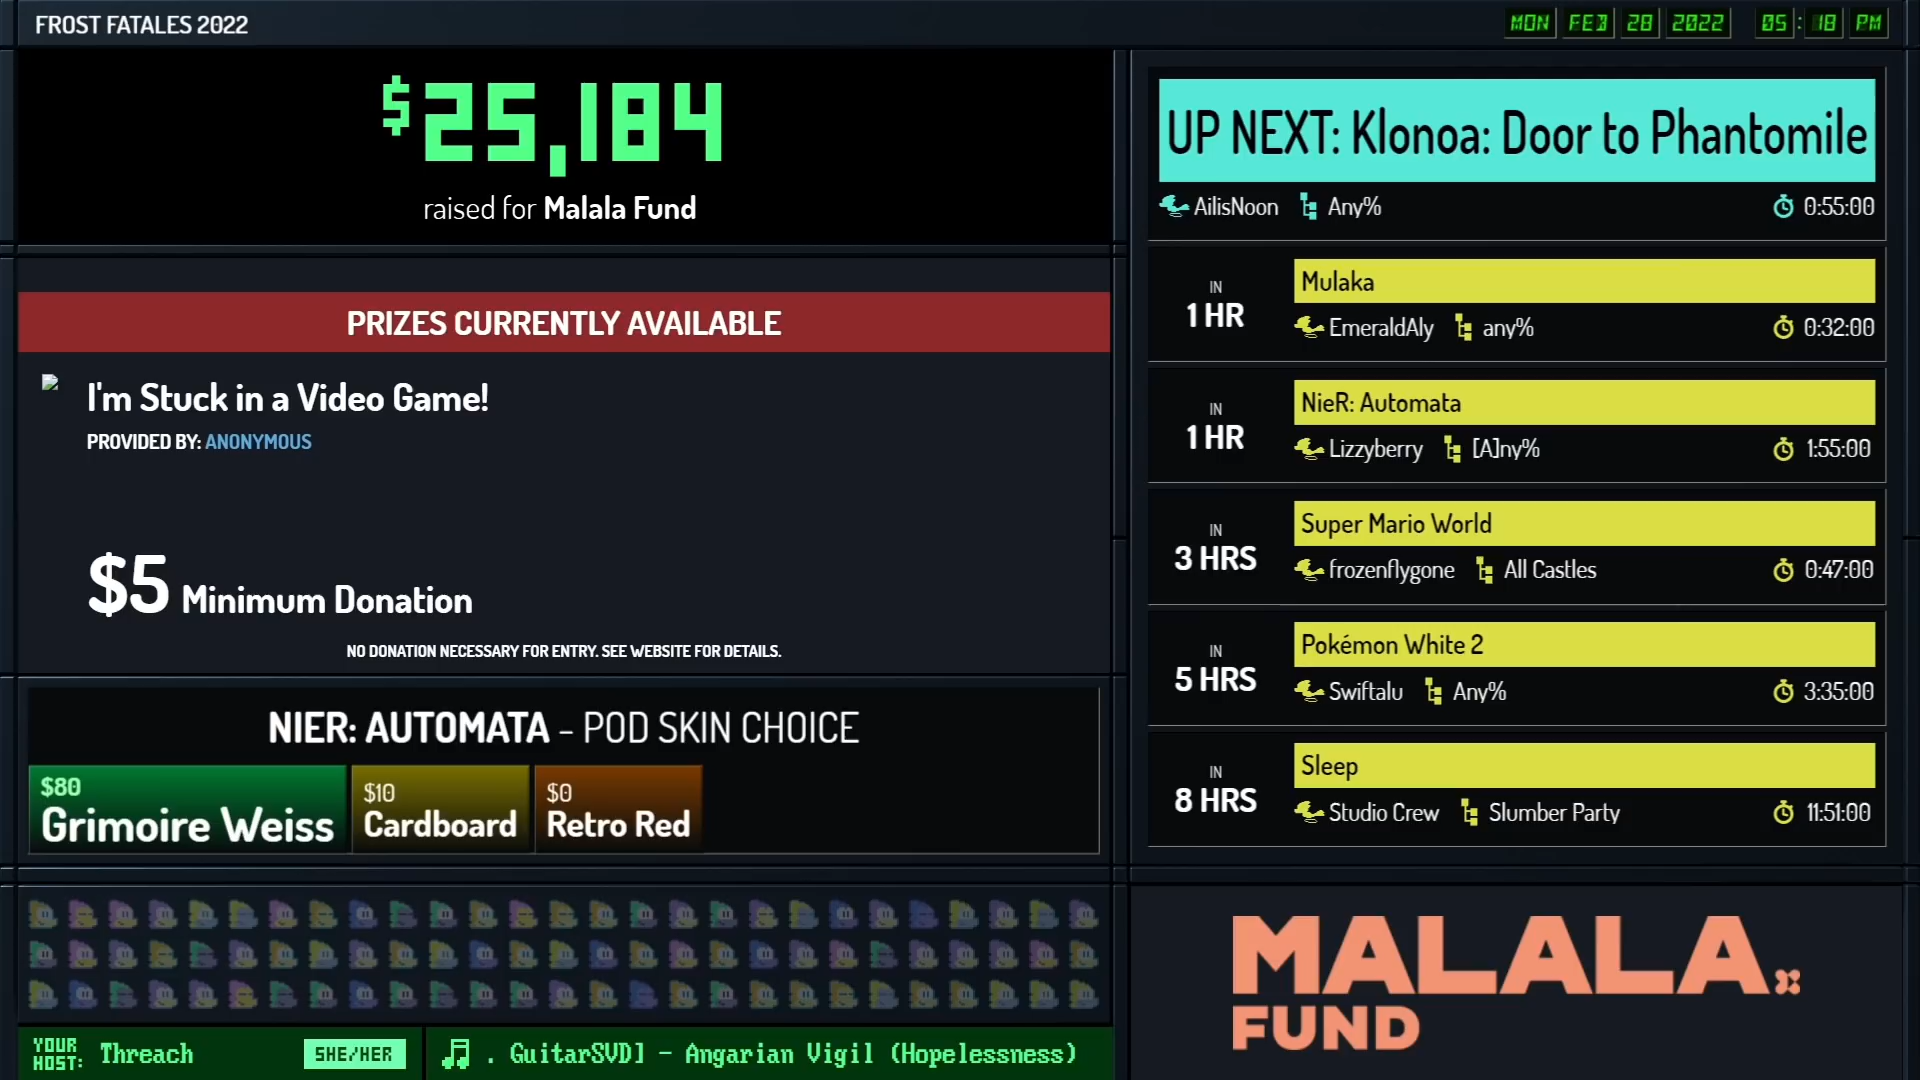 FROST FATALES 2022
MON FEB 28 2022 05:18 PM
$25,184
raised for Malala Fund
PRIZES CURRENTLY AVAILABLE
I'm Stuck in a Video Game!
PROVIDED BY: ANONYMOUS
$5 Minimum Donation
NO DONATION NECESSARY FOR ENTRY. SEE WEBSITE FOR DETAILS.
NIER: AUTOMATA - POD SKIN CHOICE
$80
Grimoire Weiss
$10
Cardboard
$0
Retro Red
UP NEXT: Klonoa: Door to Phantomile
AilisNoon Any% 0:55:00
IN
1 HR
Mulaka
EmeraldAly any% 0:32:00
IN
1 HR
NieR: Automata
Lizzyberry [A]ny% 1:55:00
IN
3 HRS
Super Mario World
frozenflygone All Castles 0:47:00
IN
5 HRS
Pokémon White 2
Swiftalu Any% 3:35:00
IN
8 HRS
Sleep
Studio Crew Slumber Party 11:51:00
YOUR HOST: Threach SHE/HER
. GuitarSVD] - Angarian Vigil (Hopelessness)
MALALA
FUND